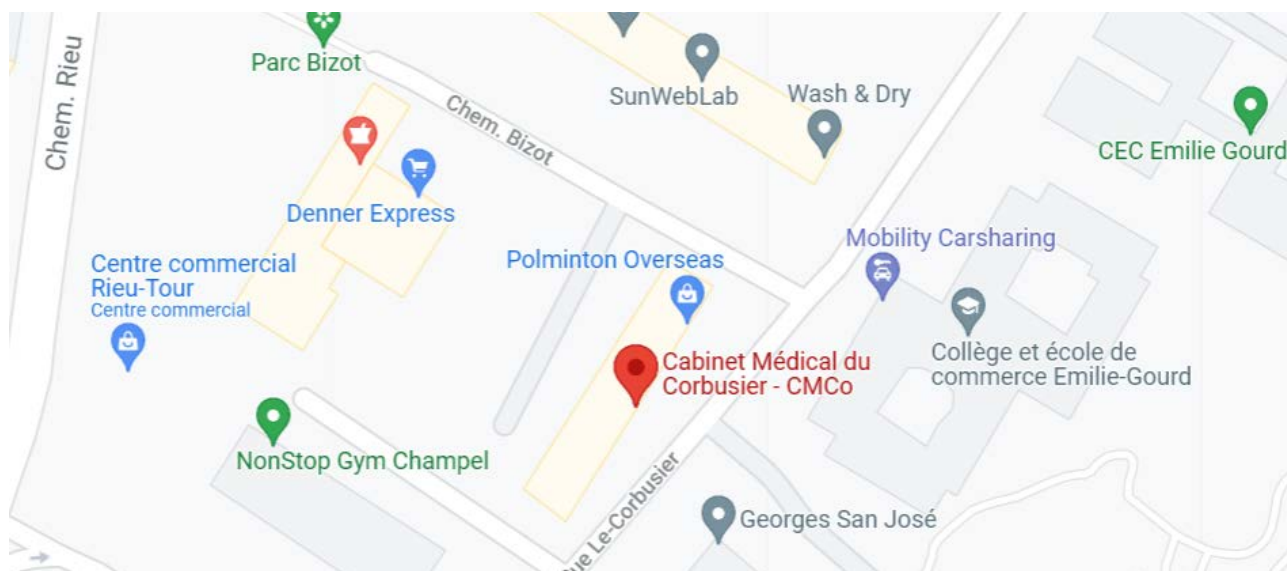 Chem. Rieu
Parc Bizot
SunWebLab
Wash & Dry
Chem. Bizot
CEC Emilie Gourd
Denner Express
Mobility Carsharing
Polminton Overseas
Centre commercial
Rieu-Tour
Centre commercial
Cabinet Médical du
Corbusier - CMCo
Collège et école de
commerce Emilie-Gourd
NonStop Gym Champel
Georges San José
Rue Le-Corbusier